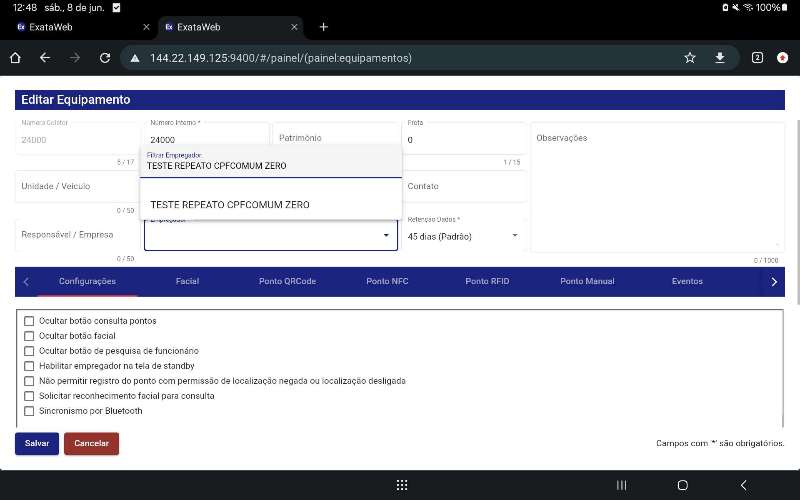 12:48 sáb., 8 de jun.
100%
Ex ExataWeb
Ex ExataWeb
144.22.149.125:9400/#/painel/(painel:equipamentos)
2
Editar Equipamento
Número Coletor
24000
5 / 17
Número Interno *
24000
Patrimônio
Frota
0
1 / 15
Observações
0 / 1000
Filtrar Empregador
TESTE REPEATO CPFCOMUM ZERO
TESTE REPEATO CPFCOMUM ZERO
Unidade / Veículo
0 / 50
Contato
Responsável / Empresa
0 / 50
Empregador
Retenção Dados *
45 dias (Padrão)
Configurações
Facial
Ponto QRCode
Ponto NFC
Ponto RFID
Ponto Manual
Eventos
Ocultar botão consulta pontos
Ocultar botão facial
Ocultar botão de pesquisa de funcionário
Habilitar empregador na tela de standby
Não permitir registro do ponto com permissão de localização negada ou localização desligada
Solicitar reconhecimento facial para consulta
Sincronismo por Bluetooth
Salvar
Cancelar
Campos com '*' são obrigatórios.